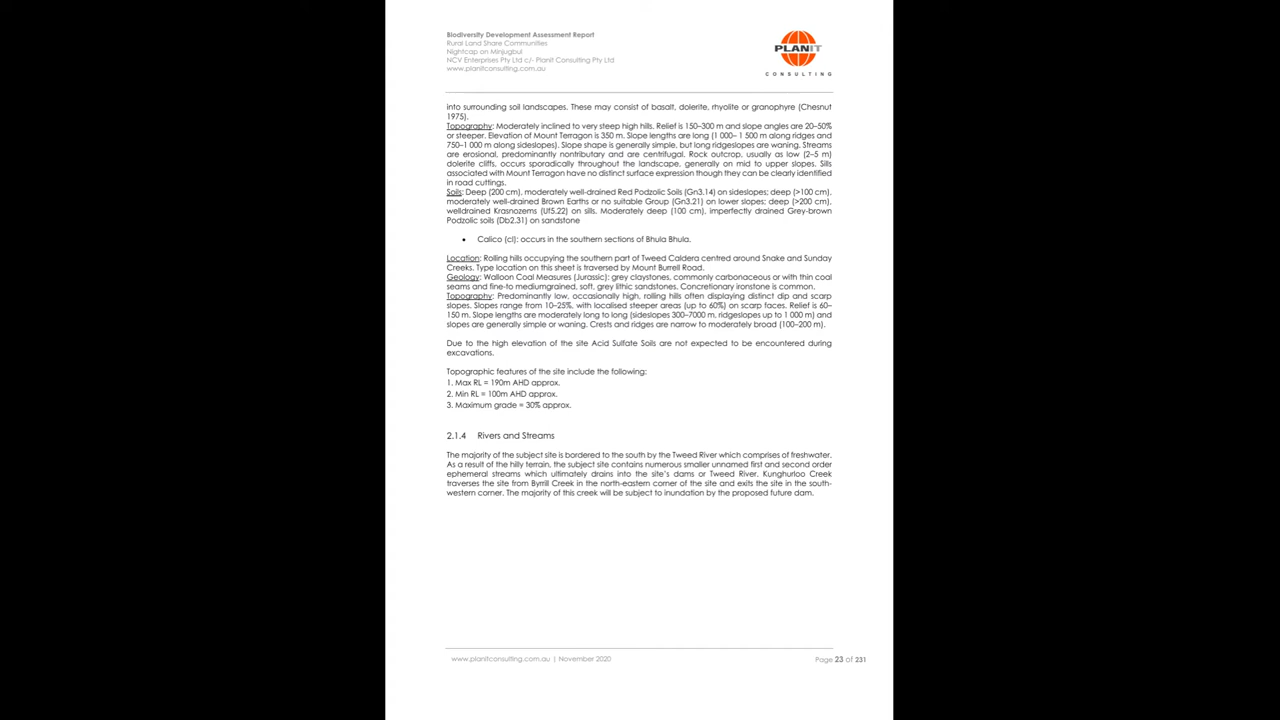 Biodiversity Development Assessment Report
Rural Land Share Communities
Nightcap on Minjugbul
NCV Enterprises Pty Ltd c/- Planit Consulting Pty Ltd
www.planitconsulting.com.au
PLANIT
CONSULTING
into surrounding soil landscapes. These may consist of basalt, dolerite, rhyolite or granophyre (Chesnut
1975).
Topography: Moderately inclined to very steep high hills. Relief is 150–300 m and slope angles are 20–50%
or steeper. Elevation of Mount Terragon is 350 m. Slope lengths are long (1 000– 1 500 m along ridges and
750–1 000 m along sideslopes). Slope shape is generally simple, but long ridgeslopes are waning. Streams
are erosional, predominantly nontributary and are centrifugal. Rock outcrop, usually as low (2–5 m)
dolerite cliffs, occurs sporadically throughout the landscape, generally on mid to upper slopes. Sills
associated with Mount Terragon have no distinct surface expression though they can be clearly identified
in road cuttings.
Soils: Deep (200 cm), moderately well-drained Red Podzolic Soils (Gn3.14) on sideslopes; deep (>100 cm),
moderately well-drained Brown Earths or no suitable Group (Gn3.21) on lower slopes; deep (>200 cm),
welldrained Krasnozems (Uf5.22) on sills. Moderately deep (100 cm), imperfectly drained Grey-brown
Podzolic soils (Db2.31) on sandstone
• Calico (cl): occurs in the southern sections of Bhula Bhula.
Location: Rolling hills occupying the southern part of Tweed Caldera centred around Snake and Sunday
Creeks. Type location on this sheet is traversed by Mount Burrell Road.
Geology: Walloon Coal Measures (Jurassic): grey claystones, commonly carbonaceous or with thin coal
seams and fine-to mediumgrained, soft, grey lithic sandstones. Concretionary ironstone is common.
Topography: Predominantly low, occasionally high, rolling hills often displaying distinct dip and scarp
slopes. Slopes range from 10–25%, with localised steeper areas (up to 60%) on scarp faces. Relief is 60–
150 m. Slope lengths are moderately long to long (sideslopes 300–7000 m, ridgeslopes up to 1 000 m) and
slopes are generally simple or waning. Crests and ridges are narrow to moderately broad (100–200 m).
Due to the high elevation of the site Acid Sulfate Soils are not expected to be encountered during
excavations.
Topographic features of the site include the following:
1. Max RL = 190m AHD approx.
2. Min RL = 100m AHD approx.
3. Maximum grade = 30% approx.
2.1.4 Rivers and Streams
The majority of the subject site is bordered to the south by the Tweed River which comprises of freshwater.
As a result of the hilly terrain, the subject site contains numerous smaller unnamed first and second order
ephemeral streams which ultimately drains into the site's dams or Tweed River. Kunghurloo Creek
traverses the site from Byrrill Creek in the north-eastern corner of the site and exits the site in the south-
western corner. The majority of this creek will be subject to inundation by the proposed future dam.
www.planitconsulting.com.au | November 2020
Page 23 of 231